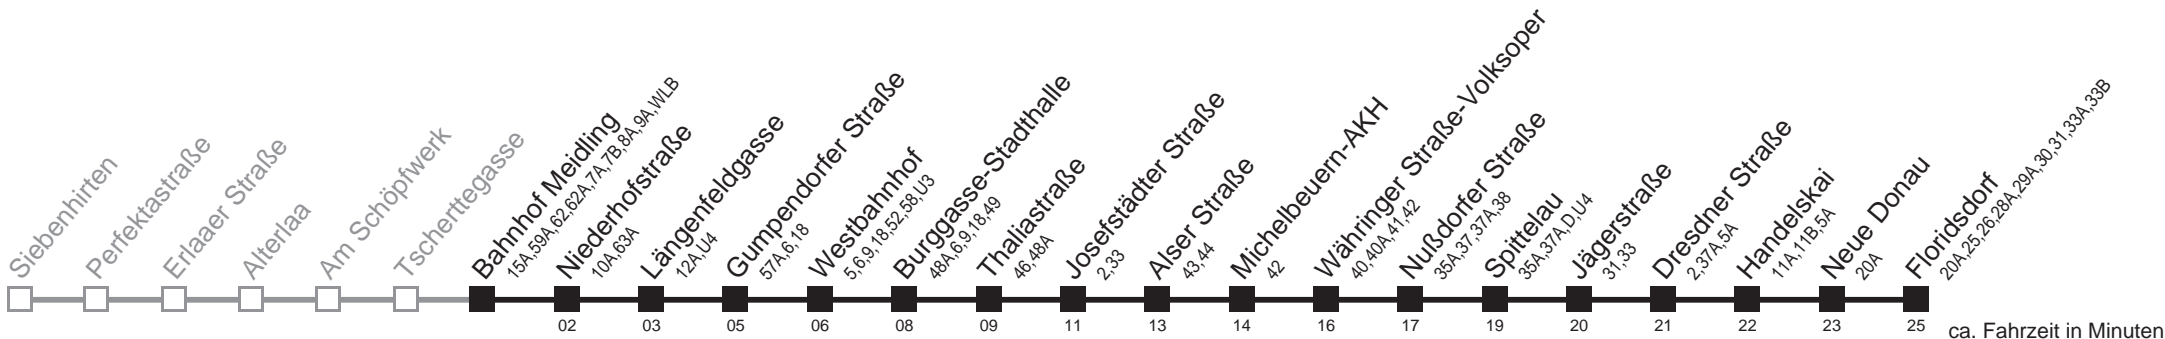 Siebenhirten
Perfektastraße
Erlaaer Straße
Alterlaa
Am Schöpfwerk
Tscherttegasse
Bahnhof Meidling
15A,59A,62,62A,7A,7B,8A,9A,WLB
Niederhofstraße
10A,63A
Längenfeldgasse
12A,U4
Gumpendorfer Straße
57A,6,18
Westbahnhof
5,6,9,18,52,58,U3
Burggasse-Stadthalle
48A,6,9,18,49
Thaliastraße
46,48A
Josefstädter Straße
2,33
Alser Straße
43,44
Michelbeuern-AKH
42
Währinger Straße-Volksoper
40,40A,41,42
Nußdorfer Straße
35A,37,37A,38
Spittelau
35A,37A,D,U4
Jägerstraße
31,33
Dresdner Straße
2,37A,5A
Handelskai
11A,11B,5A
Neue Donau
20A
Floridsdorf
20A,25,26,28A,29A,30,31,33A,33B
02 03 05 06 08 09 11 13 14 16 17 19 20 21 22 23 25 ca. Fahrzeit in Minuten